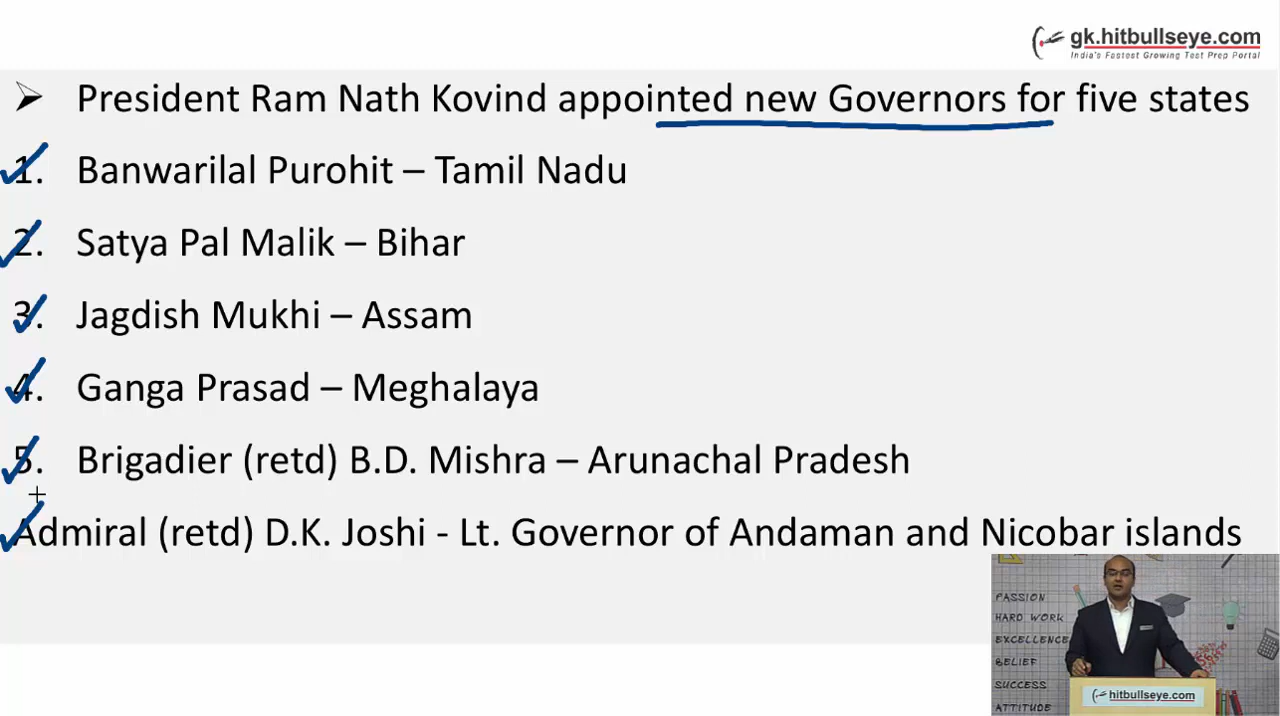 gk.hitbullseye.com
India's Fastest Growing Test Prep Portal
➢ President Ram Nath Kovind appointed new Governors for five states
1. Banwarilal Purohit – Tamil Nadu
2. Satya Pal Malik – Bihar
3. Jagdish Mukhi – Assam
4. Ganga Prasad – Meghalaya
5. Brigadier (retd) B.D. Mishra – Arunachal Pradesh
Admiral (retd) D.K. Joshi - Lt. Governor of Andaman and Nicobar islands
PASSION
HARD WORK
EXCELLENCE
BELIEF
SUCCESS
ATTITUDE
hitbullseye.com